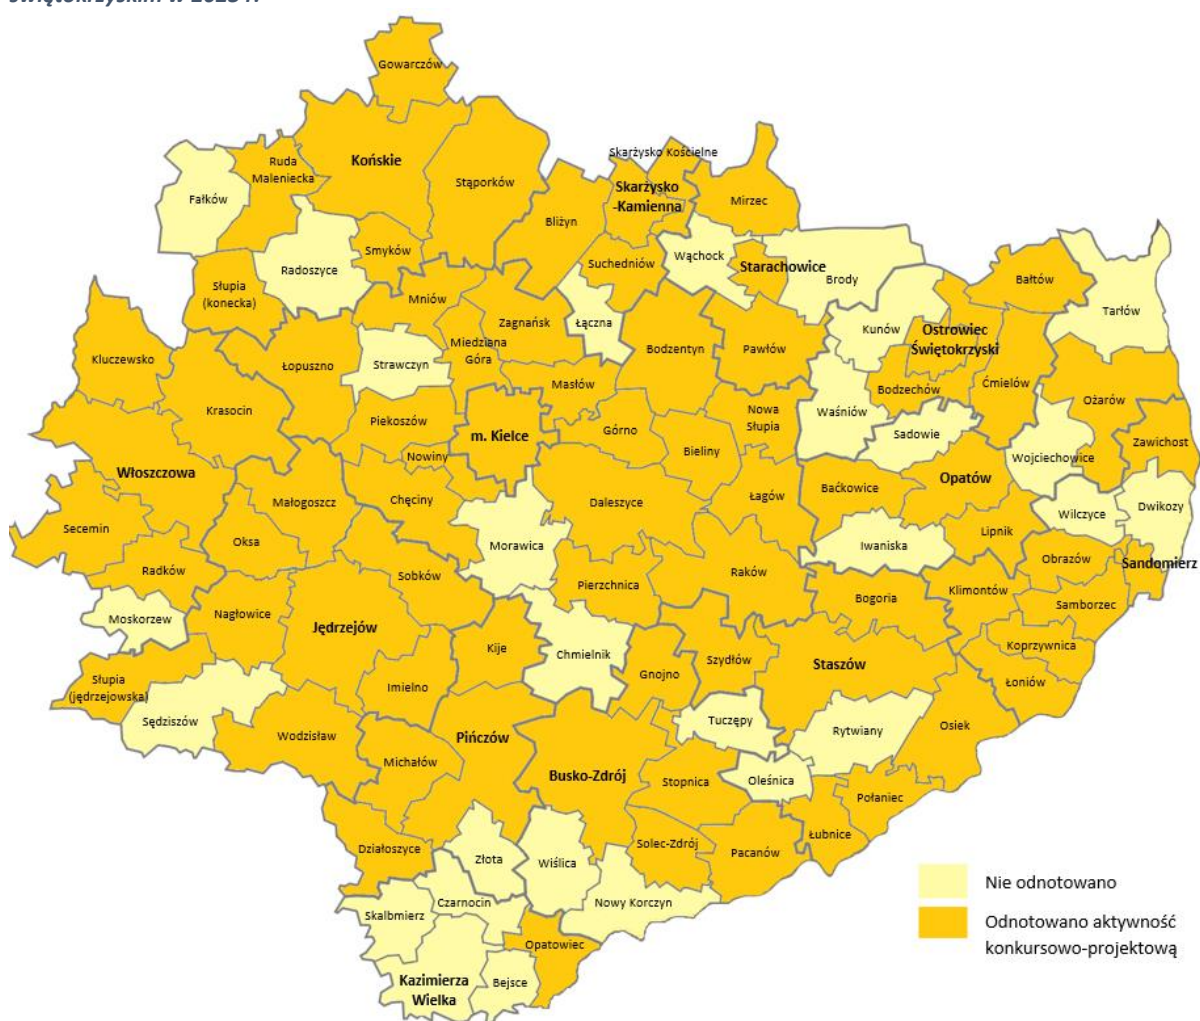 świętokrzyskim w 2023 r.
Gowarczów
Końskie
Ruda
Maleniecka
Stąporków
Skarżysko Kościelne
Skarżysko
-Kamienna
Mirzec
Fałków
Bliżyn
Smyków
Radoszyce
Suchedniów
Wąchock
Starachowice
Brody
Bałtów
Tarłów
Słupia
(konecka)
Mniów
Zagnańsk
Łączna
Kunów
Ostrowiec
Świętokrzyski
Kluczewsko
Łopuszno
Strawczyn
Miedziana
Góra
Bodzentyn
Pawłów
Masłów
Bodzechów
Ćmielów
Ożarów
Krasocin
Piekoszów
m. Kielce
Górno
Nowa
Słupia
Waśniów
Sadowie
Zawichost
Nowiny
Bieliny
Wojciechowice
Włoszczowa
Małogoszcz
Chęciny
Daleszyce
Łagów
Baćkowice
Opatów
Dwikozy
Wilczyce
Secemin
Oksa
Morawica
Iwaniska
Lipnik
Radków
Sobków
Pierzchnica
Raków
Obrazów
Sandomierz
Moskorzew
Nagłowice
Jędrzejów
Bogoria
Klimontów
Samborzec
Kije
Chmielnik
Szydłów
Staszów
Koprzywnica
Słupia
(jędrzejowska)
Imielno
Gnojno
Łoniów
Sędziszów
Wodzisław
Pińczów
Tuczępy
Rytwiany
Osiek
Michałów
Busko-Zdrój
Stopnica
Oleśnica
Połaniec
Działoszyce
Złota
Wiślica
Solec-Zdrój
Pacanów
Łubnice
Skalbmierz
Czarnocin
Nowy Korczyn
Opatowiec
Kazimierza
Wielka
Bejsce
Nie odnotowano
Odnotowano aktywność
konkursowo-projektową